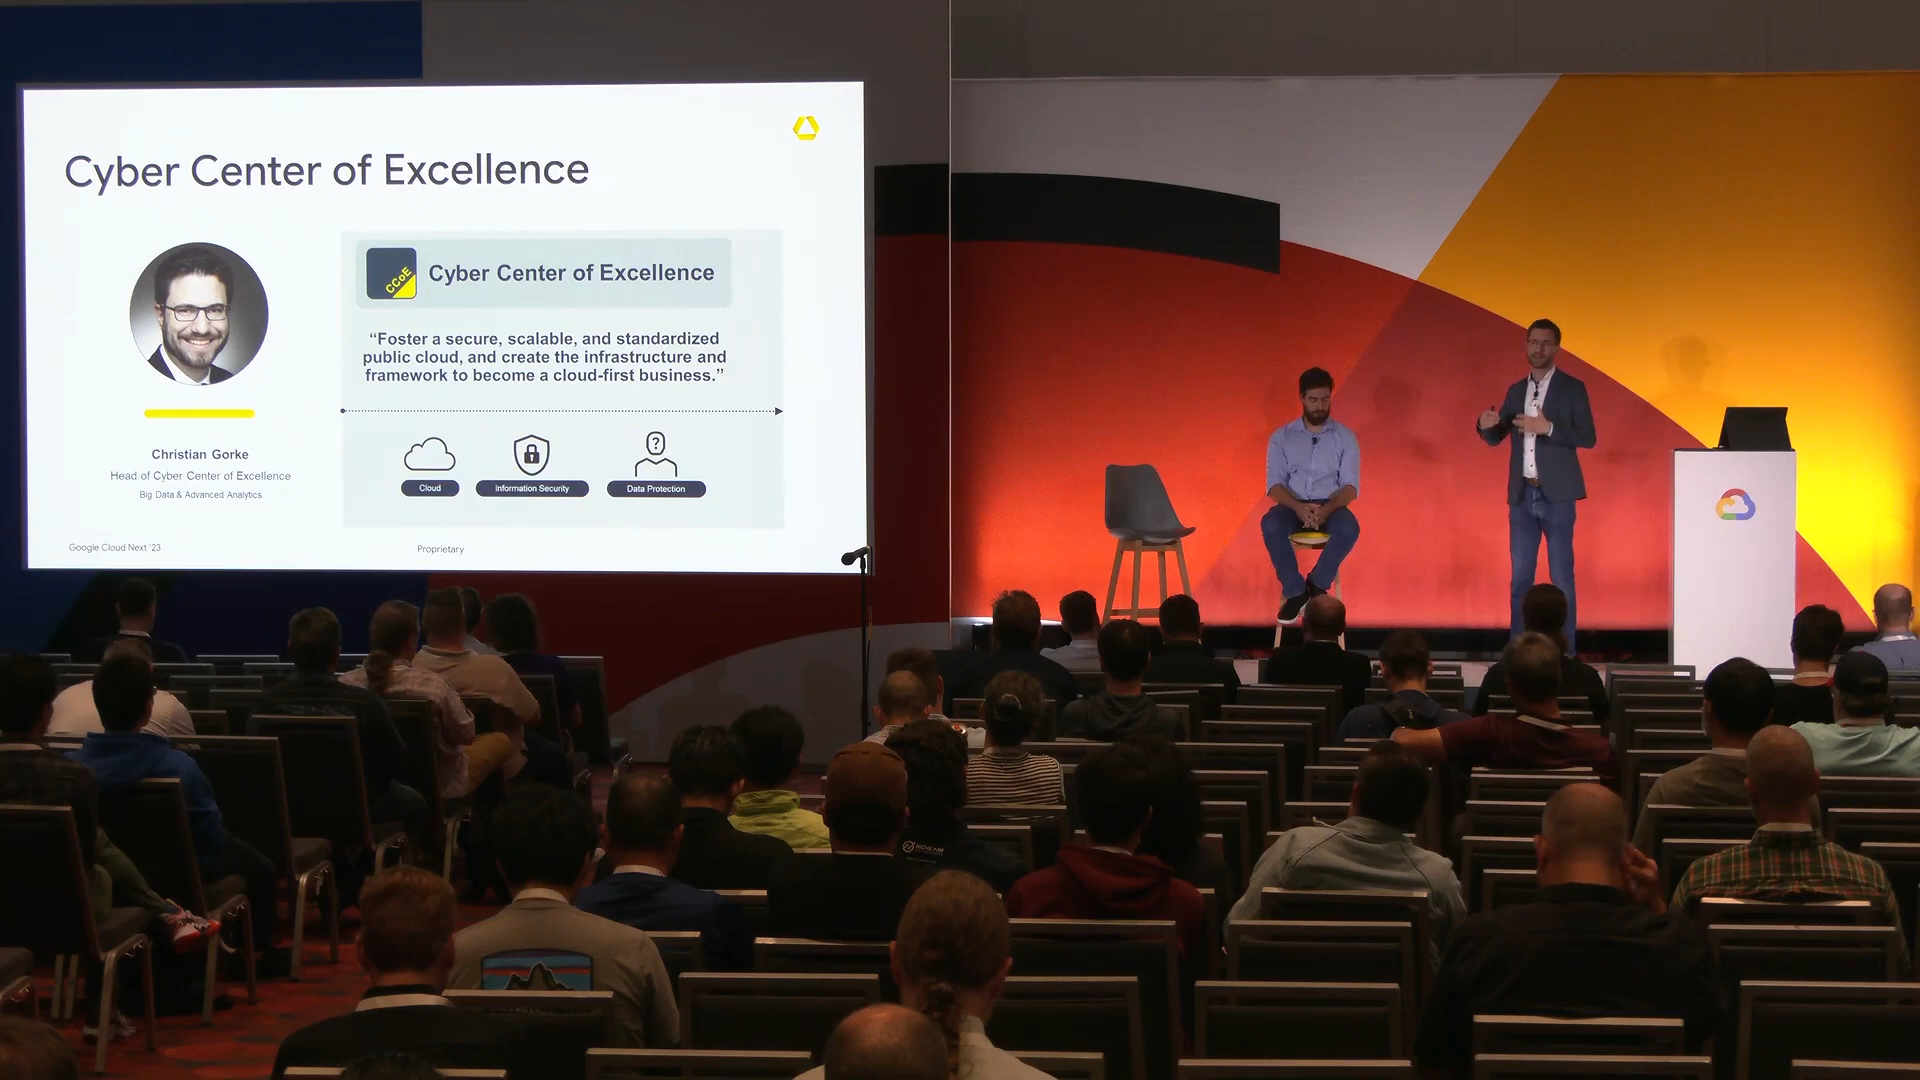 Cyber Center of Excellence
CCoE
Cyber Center of Excellence
“Foster a secure, scalable, and standardized
public cloud, and create the infrastructure and
framework to become a cloud-first business.”
Cloud
Information Security
?
Data Protection
Christian Gorke
Head of Cyber Center of Excellence
Big Data & Advanced Analytics
Google Cloud Next '23
Proprietary